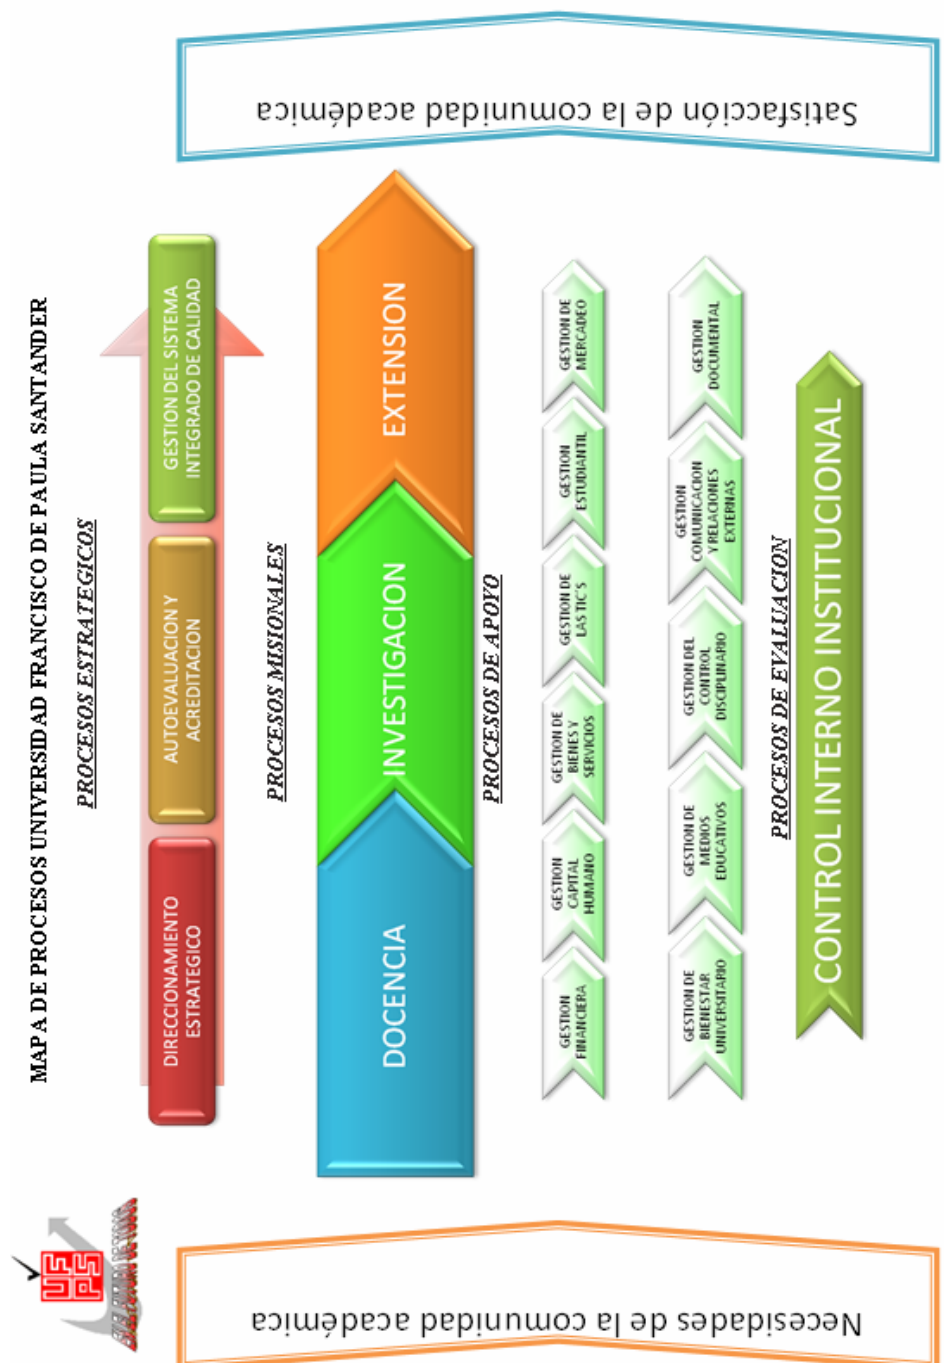 MAPA DE PROCESOS UNIVERSIDAD FRANCISCO DE PAULA SANTANDER
UF
PS
Necesidades de la comunidad académica
PROCESOS ESTRATEGICOS
DIRECCIONAMIENTO
ESTRATEGICO
AUTOEVALUACION Y
ACREDITACION
GESTION DEL SISTEMA
INTEGRADO DE CALIDAD
PROCESOS MISIONALES
DOCENCIA
INVESTIGACION
EXTENSION
PROCESOS DE APOYO
GESTION
FINANCIERA
GESTION
CAPITAL
HUMANO
GESTION DE
BIENES Y
SERVICIOS
GESTION DE
LAS TIC´S
GESTION
ESTUDIANTIL
GESTION DE
MERCADEO
GESTION DE
BIENESTAR
UNIVERSITARIO
GESTION DE
MEDIOS
EDUCATIVOS
GESTION DEL
CONTROL
DISCIPLINARIO
GESTION
COMUNICACION
Y RELACIONES
EXTERNAS
GESTION
DOCUMENTAL
PROCESOS DE EVALUACION
CONTROL INTERNO INSTITUCIONAL
Satisfacción de la comunidad académica